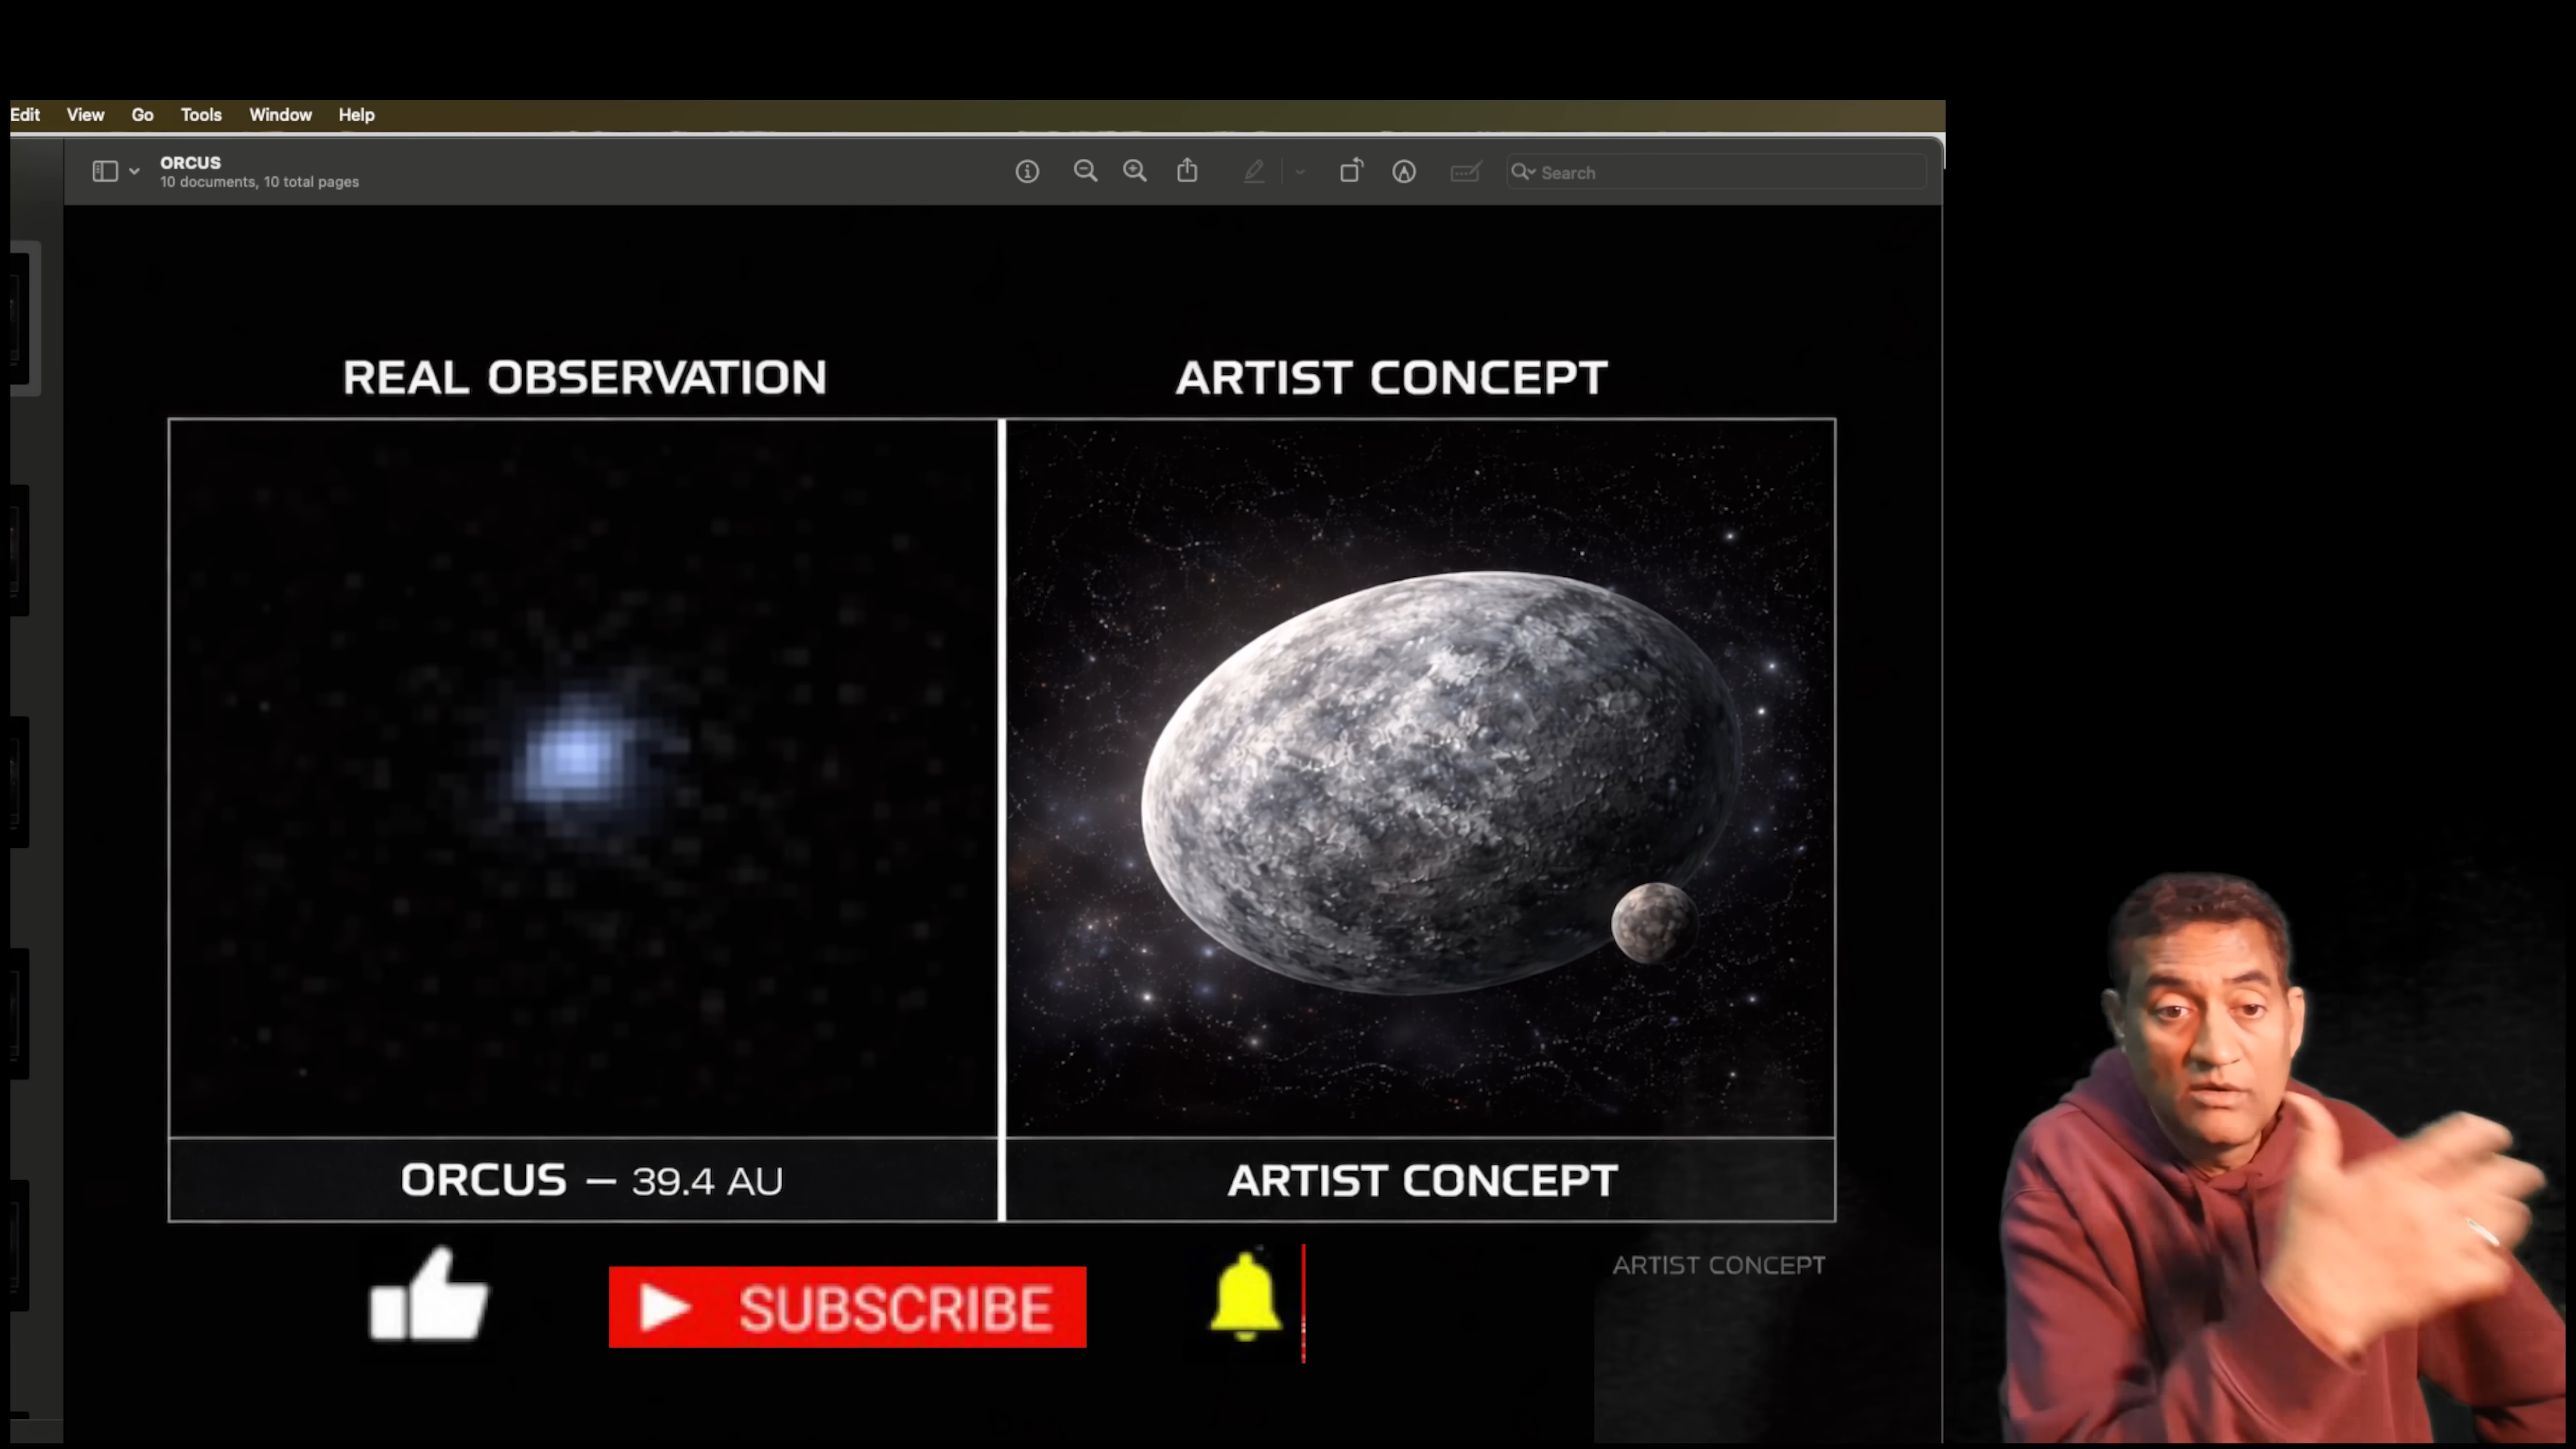 Edit View Go Tools Window Help
ORCUS
10 documents, 10 total pages
Search
REAL OBSERVATION
ARTIST CONCEPT
ORCUS — 39.4 AU
ARTIST CONCEPT
ARTIST CONCEPT
SUBSCRIBE